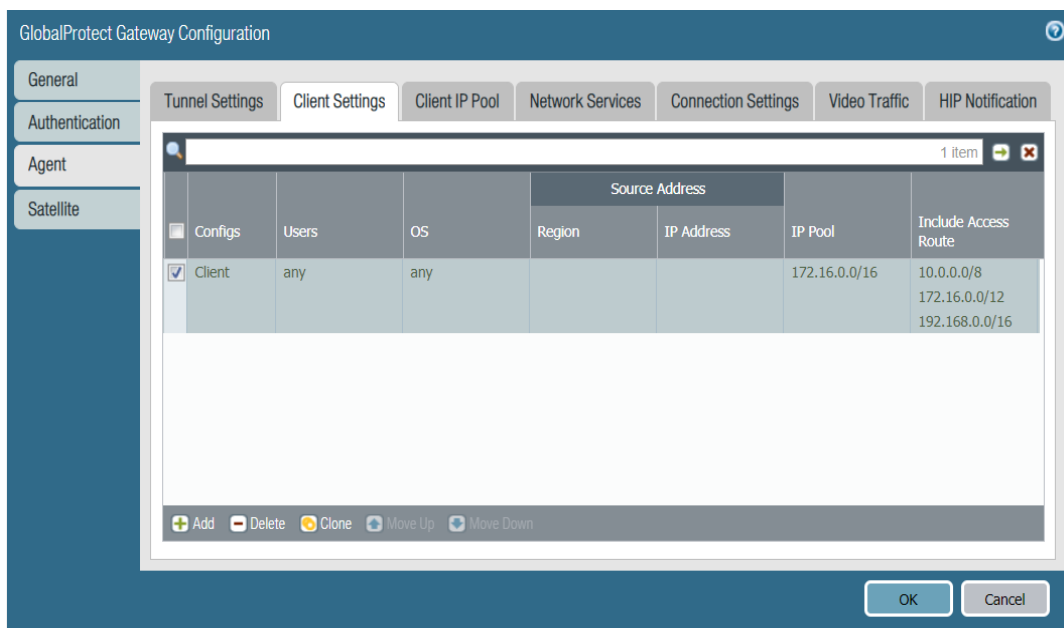 GlobalProtect Gateway Configuration
General
Authentication
Agent
Satellite
Tunnel Settings Client Settings Client IP Pool Network Services Connection Settings Video Traffic HIP Notification
1 item
Source Address
Configs Users OS Region IP Address IP Pool Include Access
Route
Client any any 172.16.0.0/16 10.0.0.0/8
172.16.0.0/12
192.168.0.0/16
Add Delete Clone Move Up Move Down
OK Cancel